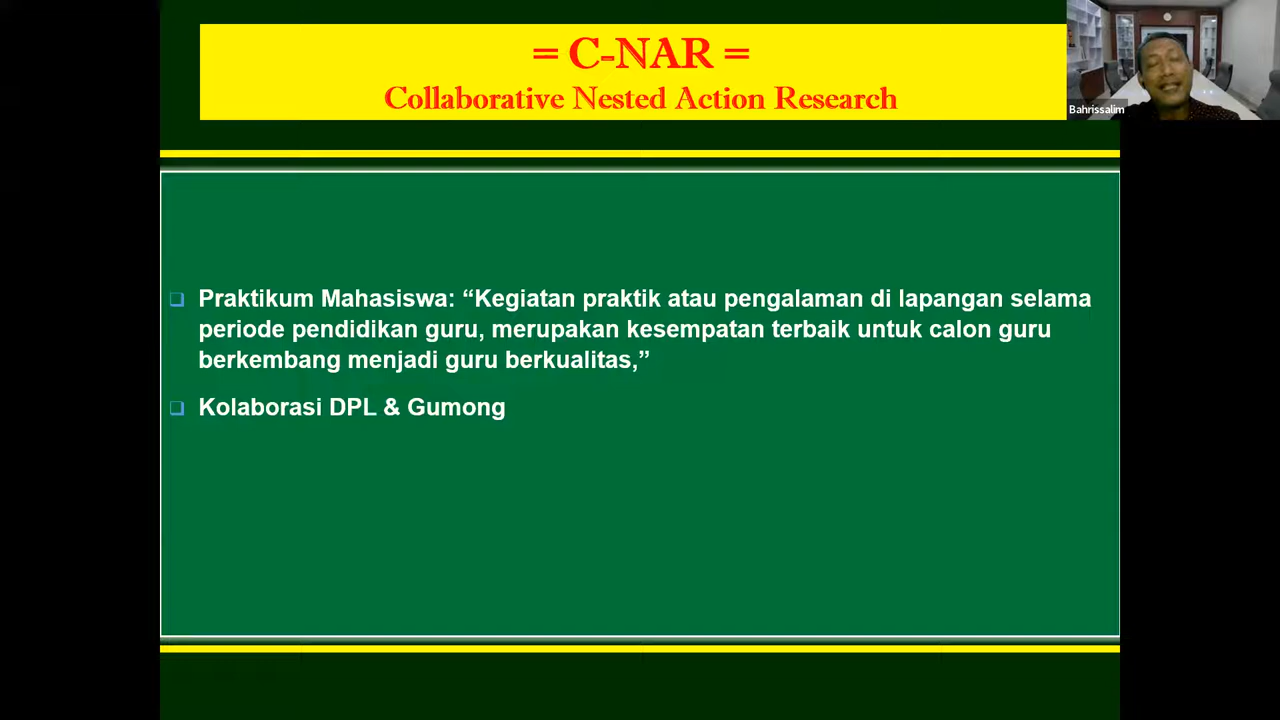 = C-NAR =
Collaborative Nested Action Research
Bahrissalim
Praktikum Mahasiswa: “Kegiatan praktik atau pengalaman di lapangan selama
periode pendidikan guru, merupakan kesempatan terbaik untuk calon guru
berkembang menjadi guru berkualitas,”
Kolaborasi DPL & Gumong